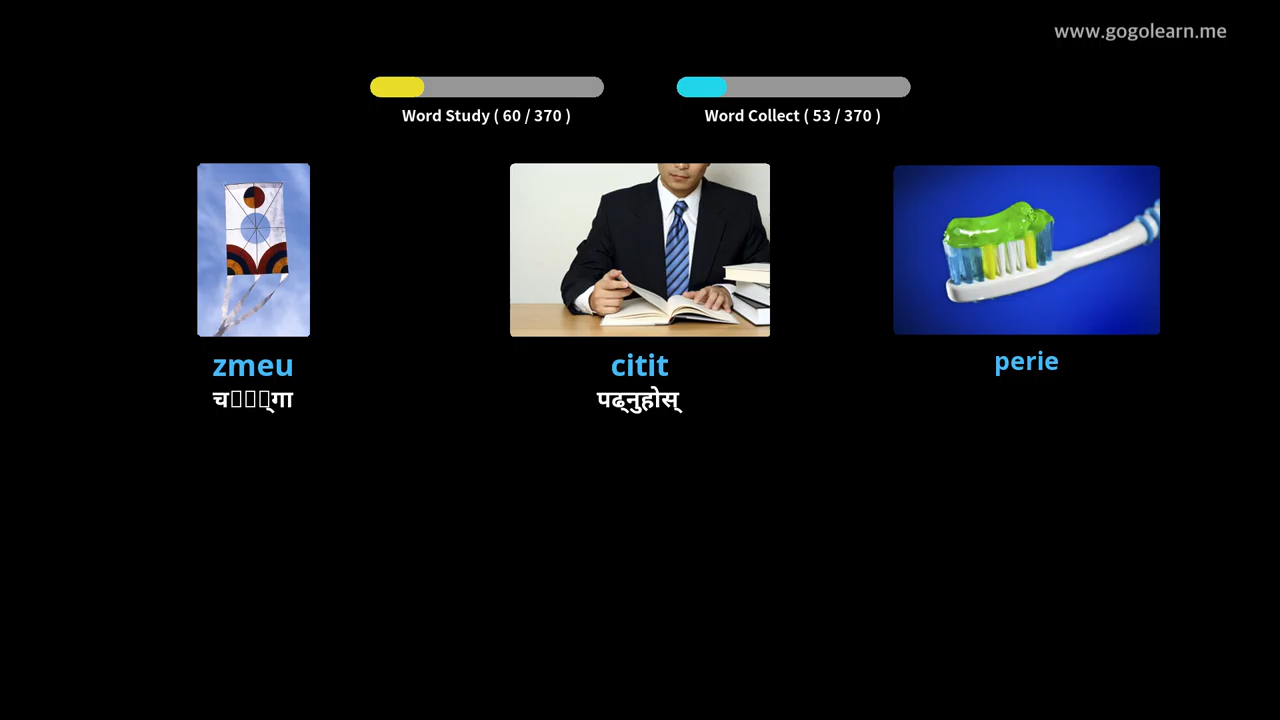 www.gogolearn.me
Word Study ( 60 / 370 )
Word Collect ( 53 / 370 )
zmeu
citit
perie
पढ्नुहोस्